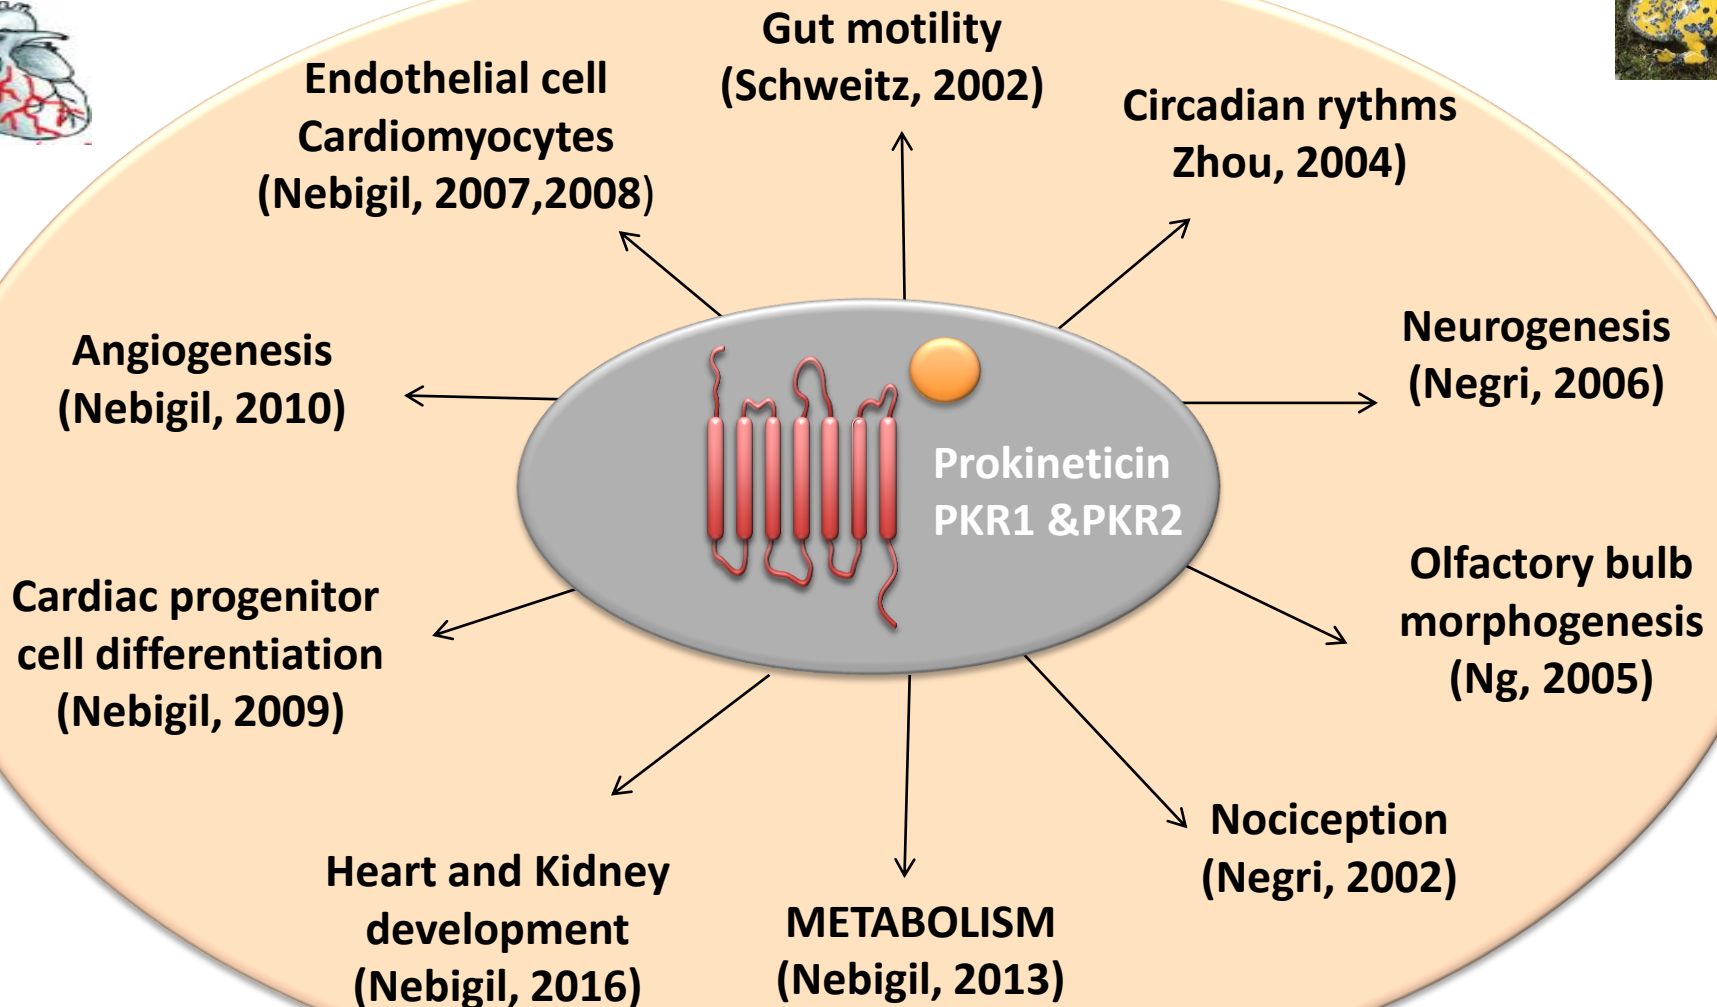 Gut motility
(Schweitz, 2002)
Endothelial cell
Cardiomyocytes
(Nebigil, 2007,2008)
Circadian rythms
Zhou, 2004)
Angiogenesis
(Nebigil, 2010)
Neurogenesis
(Negri, 2006)
Prokineticin
PKR1 &PKR2
Cardiac progenitor
cell differentiation
(Nebigil, 2009)
Olfactory bulb
morphogenesis
(Ng, 2005)
Heart and Kidney
development
(Nebigil, 2016)
METABOLISM
(Nebigil, 2013)
Nociception
(Negri, 2002)